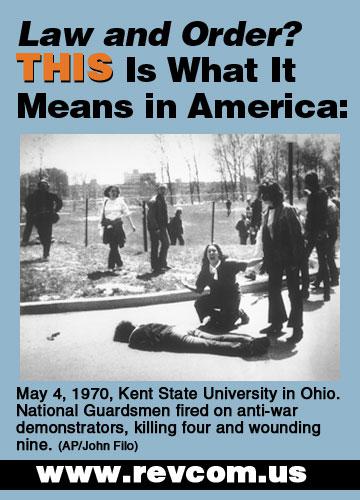 Law and Order?
THIS Is What It
Means in America:
May 4, 1970, Kent State University in Ohio.
National Guardsmen fired on anti-war
demonstrators, killing four and wounding
nine. (AP/John Filo)
www.revcom.us